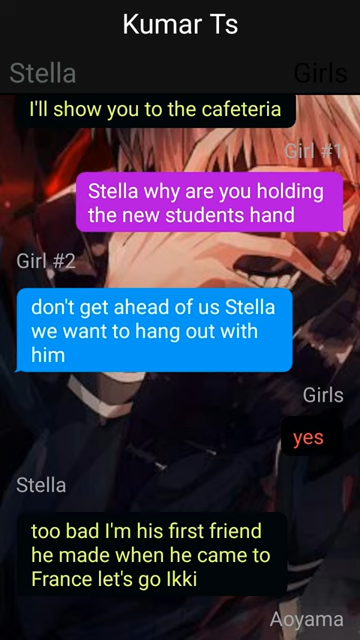 Kumar Ts
Stella
Girls
I'll show you to the cafeteria
Girl #1
Stella why are you holding
the new students hand
Girl #2
don't get ahead of us Stella
we want to hang out with
him
Girls
yes
Stella
too bad I'm his first friend
he made when he came to
France let's go Ikki
Aoyama